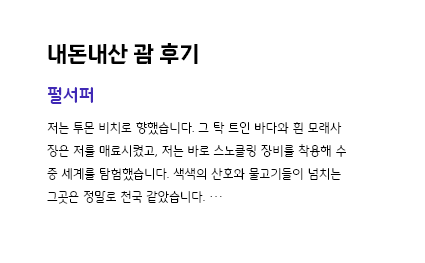 내돈내산 괌 후기
펄서퍼
저는 투몬 비치로 향했습니다. 그 탁 트인 바다와 흰 모래사
장은 저를 매료시켰고, 저는 바로 스노클링 장비를 착용해 수
중 세계를 탐험했습니다. 색색의 산호와 물고기들이 넘치는
그곳은 정말로 천국 같았습니다. ···